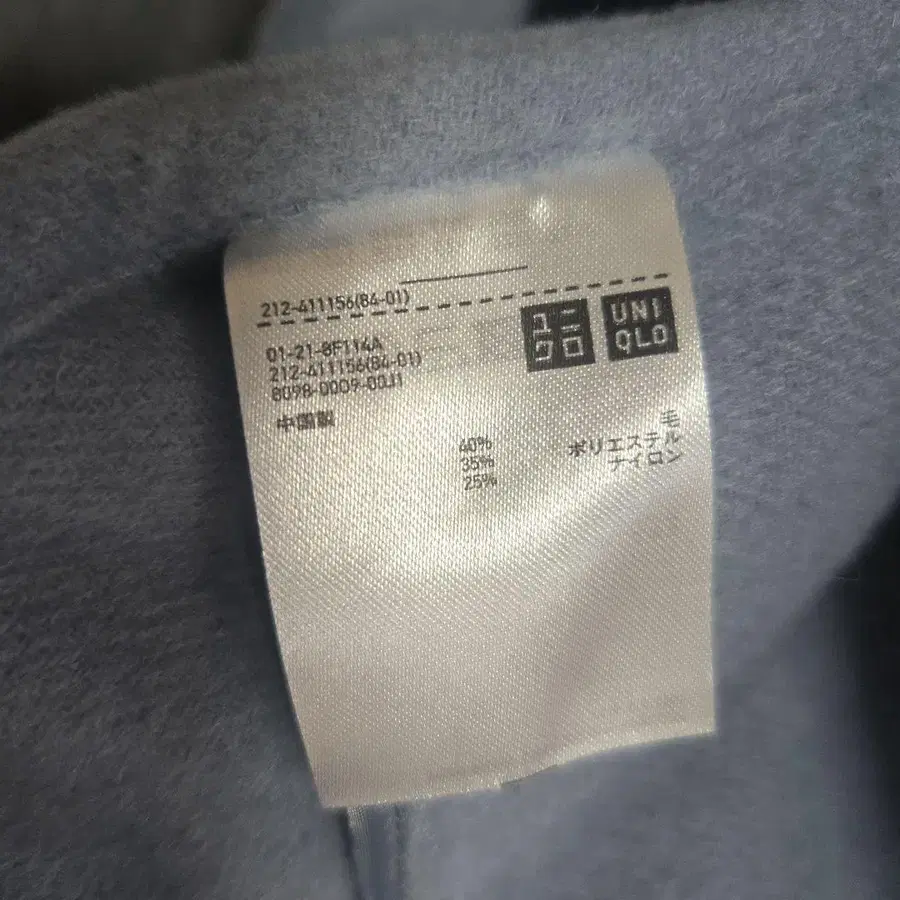 212-411156(84-01)
ユニ
クロ
UNI
QLO
01-21-8F114A
212-411156(84-01)
8098-0009-00J1
中国製
40% 毛
35% ポリエステル
25% ナイロン